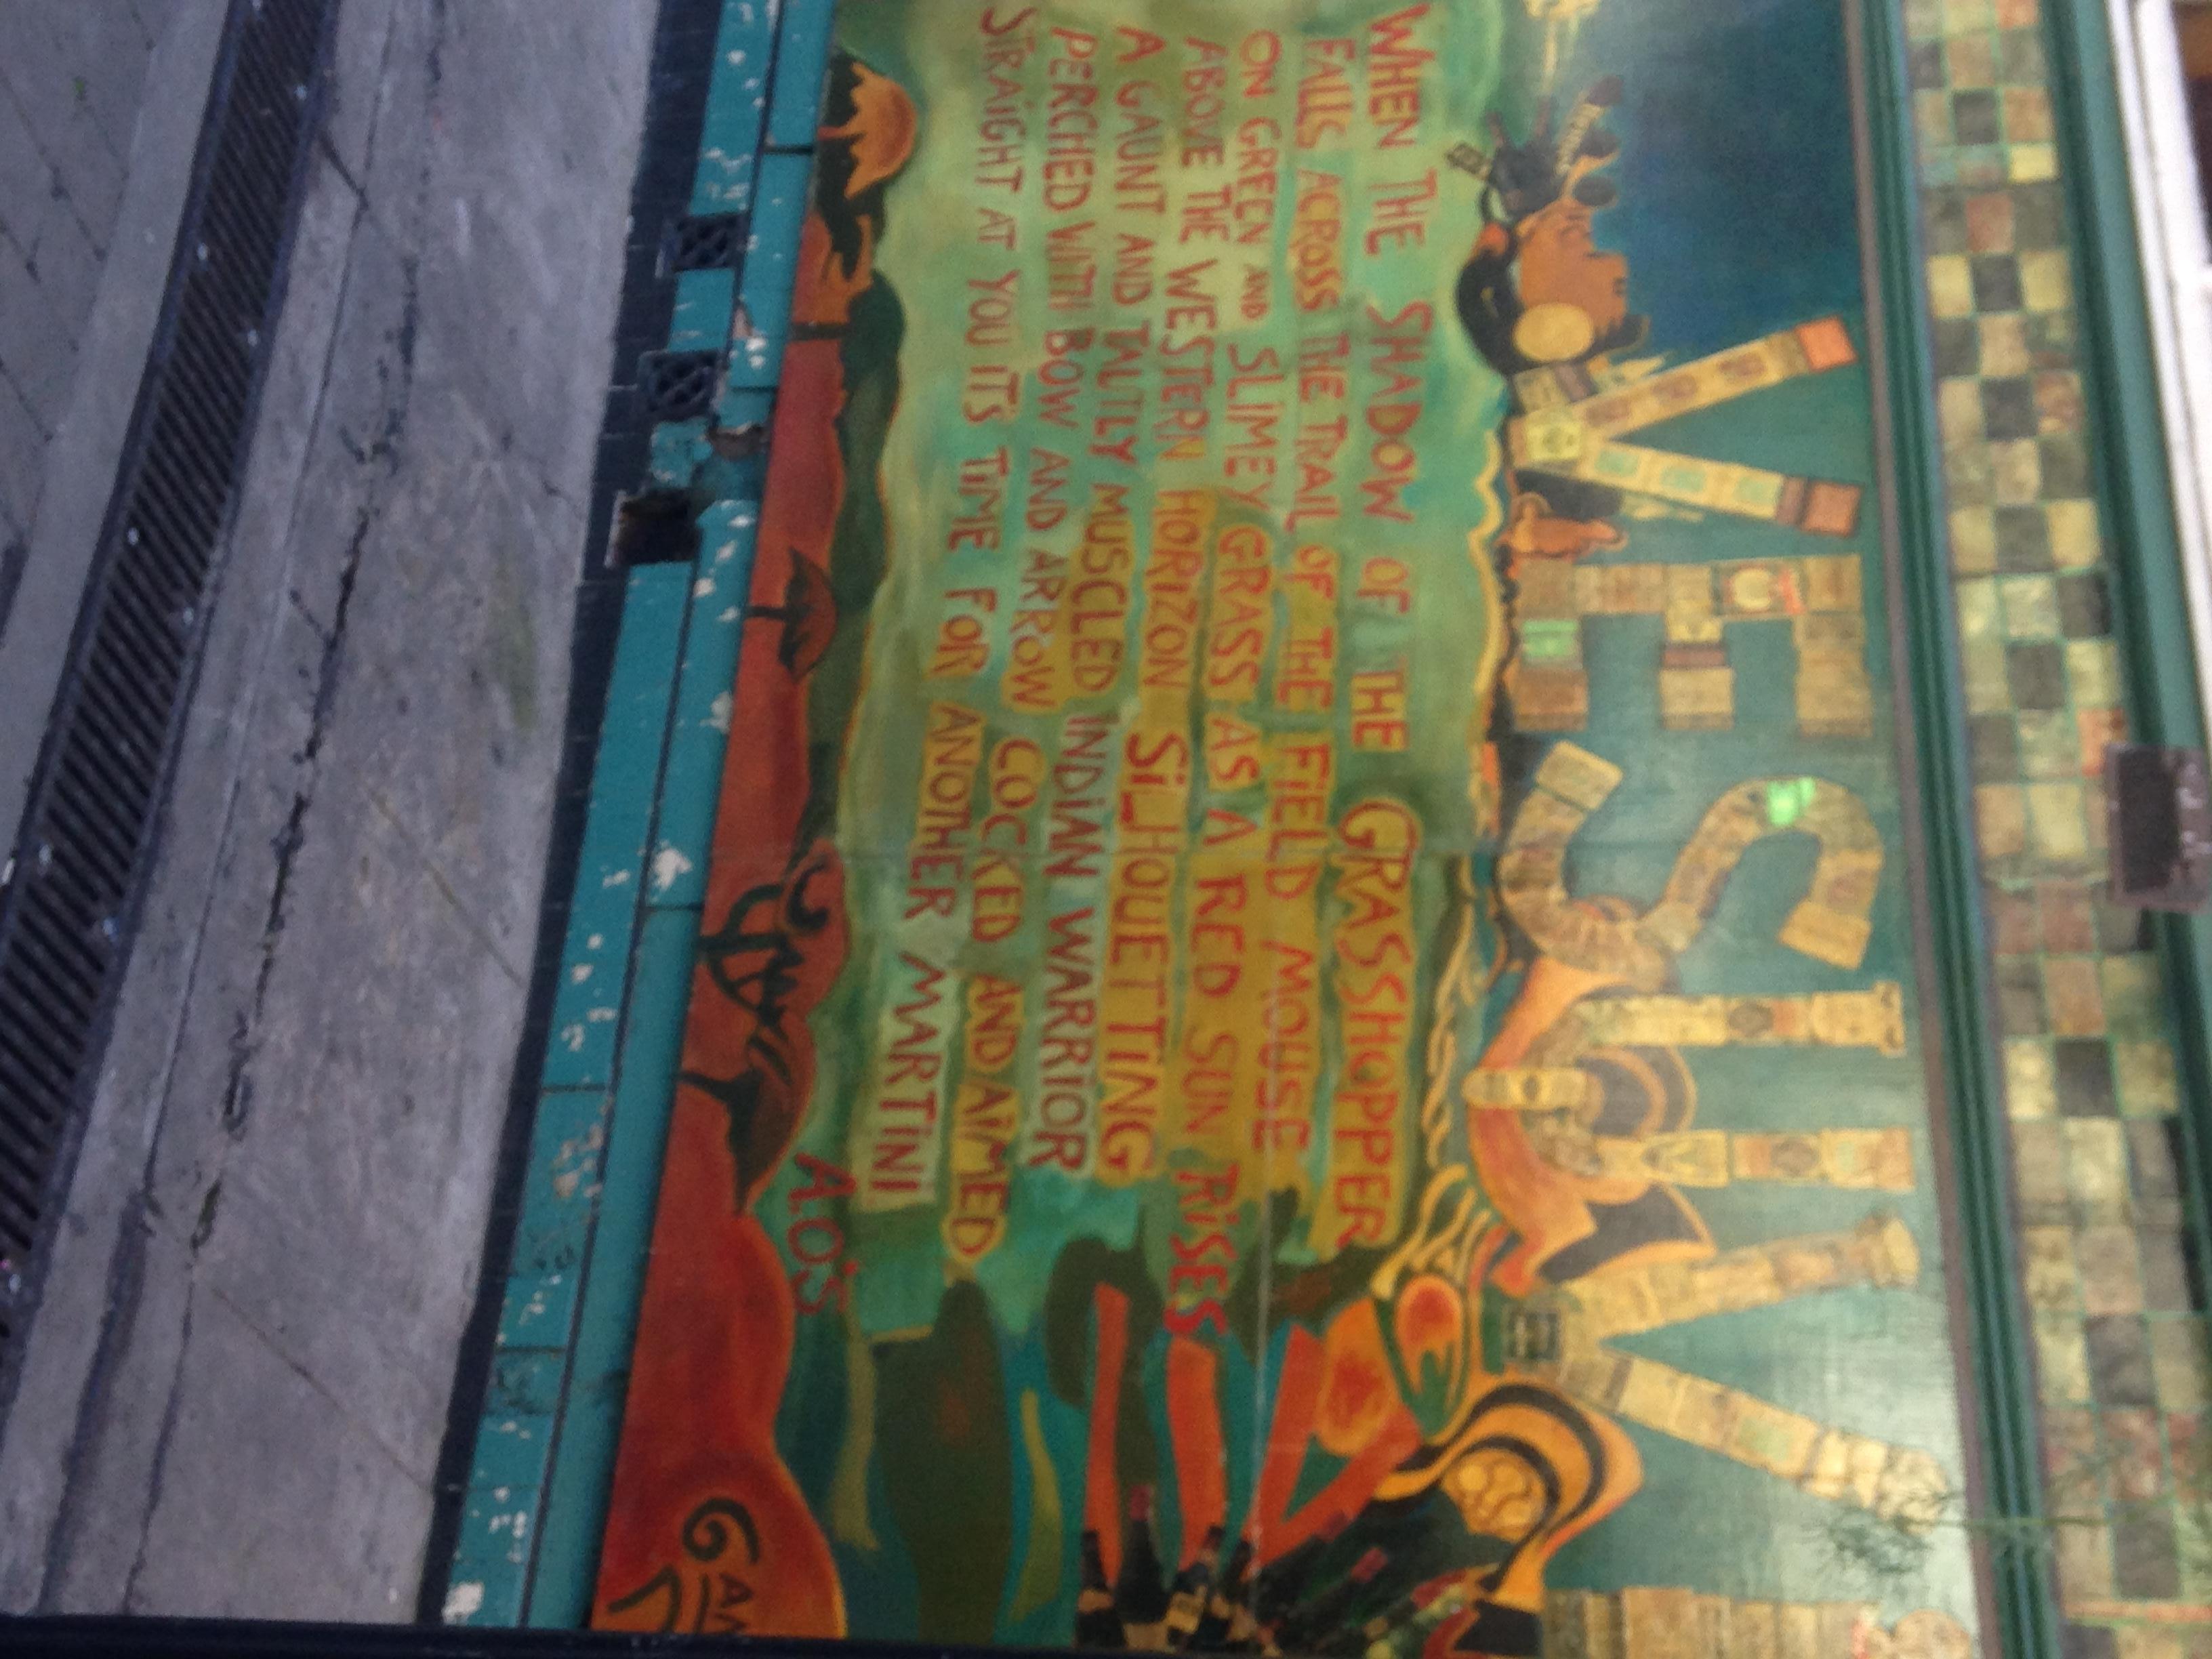 VESUV
WHEN THE SHADOW OF THE GRASSHOPPER
FALLS ACROSS THE TRAIL OF THE FIELD MOUSE
ON GREEN AND SLIMEY GRASS AS A RED SUN RISES
ABOVE THE WESTERN HORIZON SILHOUETTING
A GAUNT AND TAUTLY MUSCLED INDIAN WARRIOR
PERCHED WITH BOW AND ARROW COCKED AND AIMED
STRAIGHT AT YOU IT'S TIME FOR ANOTHER MARTINI
A.O'S